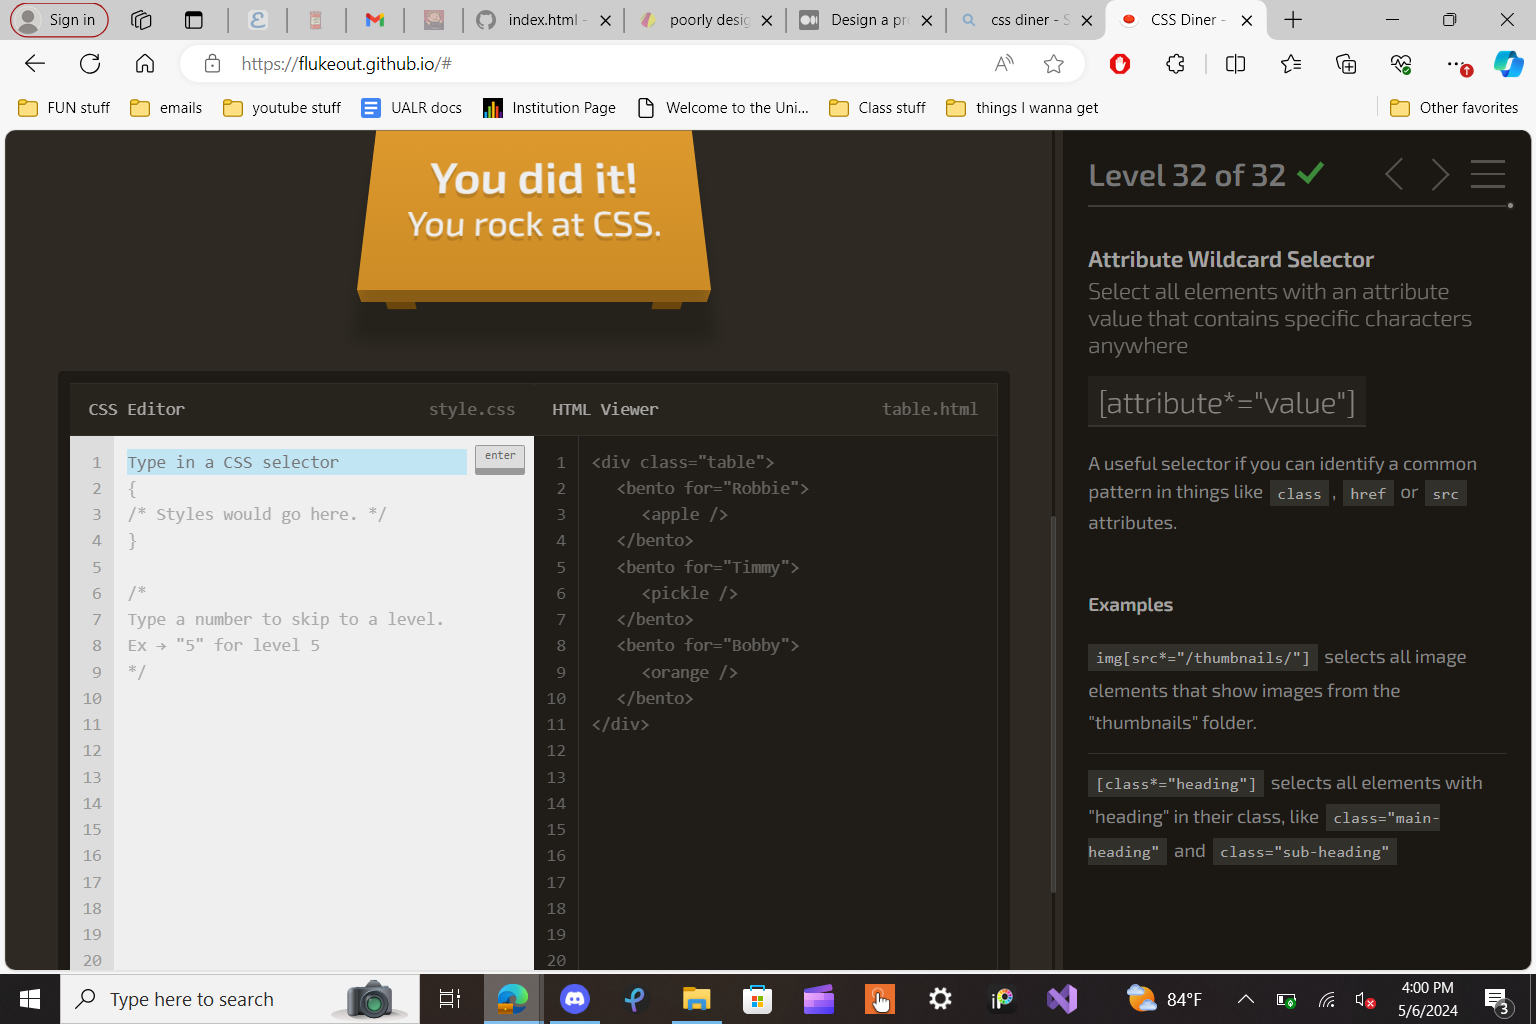 Sign in
index.html -
poorly desig
Design a pr
css diner - S
CSS Diner -
https://flukeout.github.io/#
FUN stuff
emails
youtube stuff
UALR docs
Institution Page
Welcome to the Uni...
Class stuff
things I wanna get
Other favorites
You did it!
You rock at CSS.
CSS Editor
style.css
HTML Viewer
table.html
1 Type in a CSS selector
enter
2 {
3 /* Styles would go here. */
4 }
5
6 /*
7 Type a number to skip to a level.
8 Ex → "5" for level 5
9 */
10
11
12
13
14
15
16
17
18
19
20
1 <div class="table">
2 <bento for="Robbie">
3 <apple />
4 </bento>
5 <bento for="Timmy">
6 <pickle />
7 </bento>
8 <bento for="Bobby">
9 <orange />
10 </bento>
11 </div>
12
13
14
15
16
17
18
19
20
Level 32 of 32
Attribute Wildcard Selector
Select all elements with an attribute
value that contains specific characters
anywhere
[attribute*="value"]
A useful selector if you can identify a common
pattern in things like class , href or src
attributes.
Examples
img[src*="/thumbnails/"] selects all image
elements that show images from the
"thumbnails" folder.
[class*="heading"] selects all elements with
"heading" in their class, like class="main-
heading" and class="sub-heading"
Type here to search
84°F
4:00 PM
5/6/2024
3